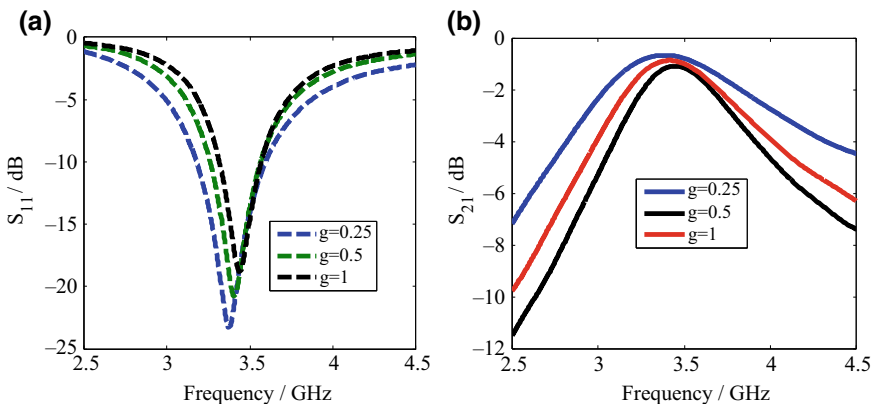 (a)
S11 / dB
0
−5
−10
−15
−20
−25
2.5
3
3.5
4
4.5
Frequency / GHz
g=0.25
g=0.5
g=1
(b)
S21 / dB
0
−2
−4
−6
−8
−10
−12
2.5
3
3.5
4
4.5
Frequency / GHz
g=0.25
g=0.5
g=1